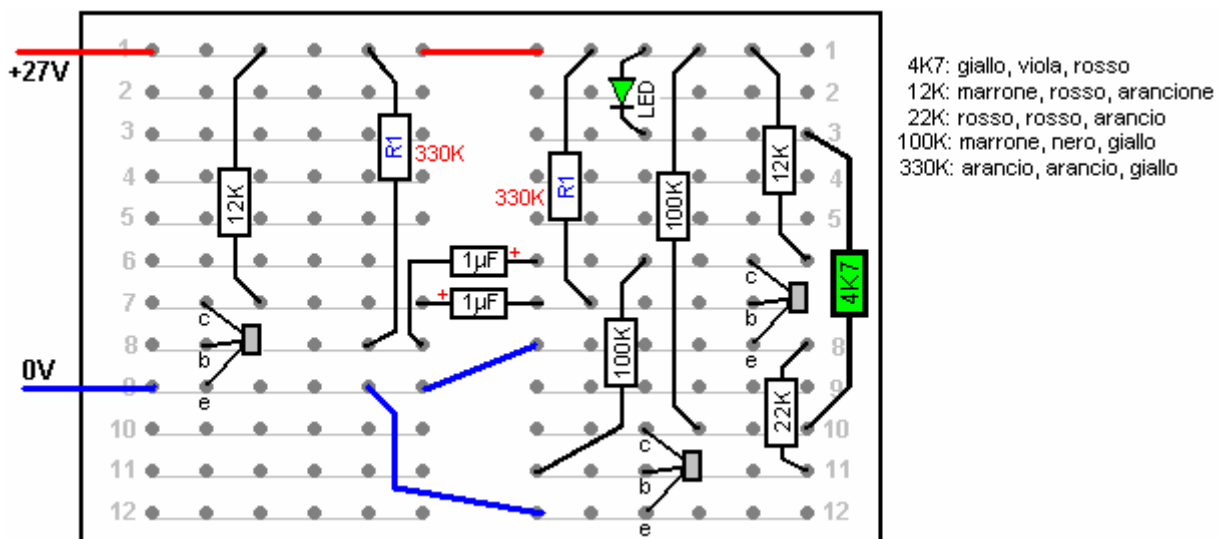 +27V
0V
1 1
2 2
3 3
4 4
5 5
6 6
7 7
8 8
9 9
10 10
11 11
12 12
12K
R1
330K
330K
R1
LED
100K
12K
1µF +
+ 1µF
100K
4K7
22K
c
b
e
c
b
e
c
b
e
4K7: giallo, viola, rosso
12K: marrone, rosso, arancione
22K: rosso, rosso, arancio
100K: marrone, nero, giallo
330K: arancio, arancio, giallo